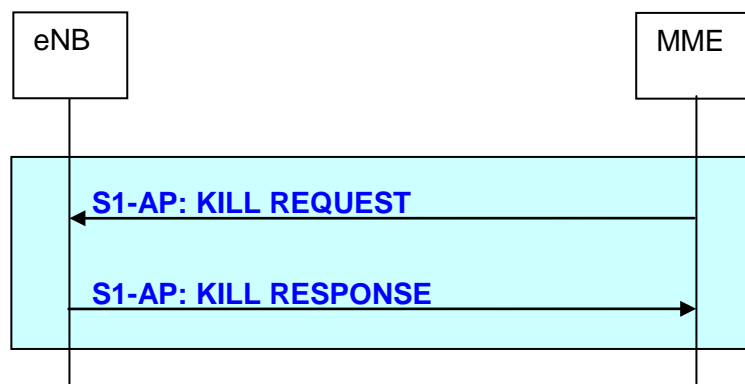 eNB
MME
S1-AP: KILL REQUEST
S1-AP: KILL RESPONSE